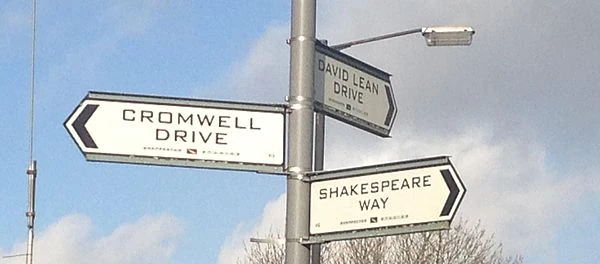 DAVID LEAN
DRIVE
CROMWELL
DRIVE
SHAKESPEARE
WAY